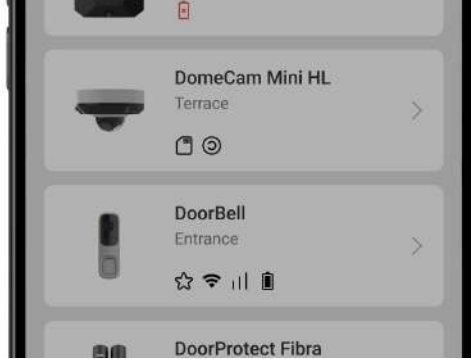 DomeCam Mini HL
Terrace
DoorBell
Entrance
DoorProtect Fibra